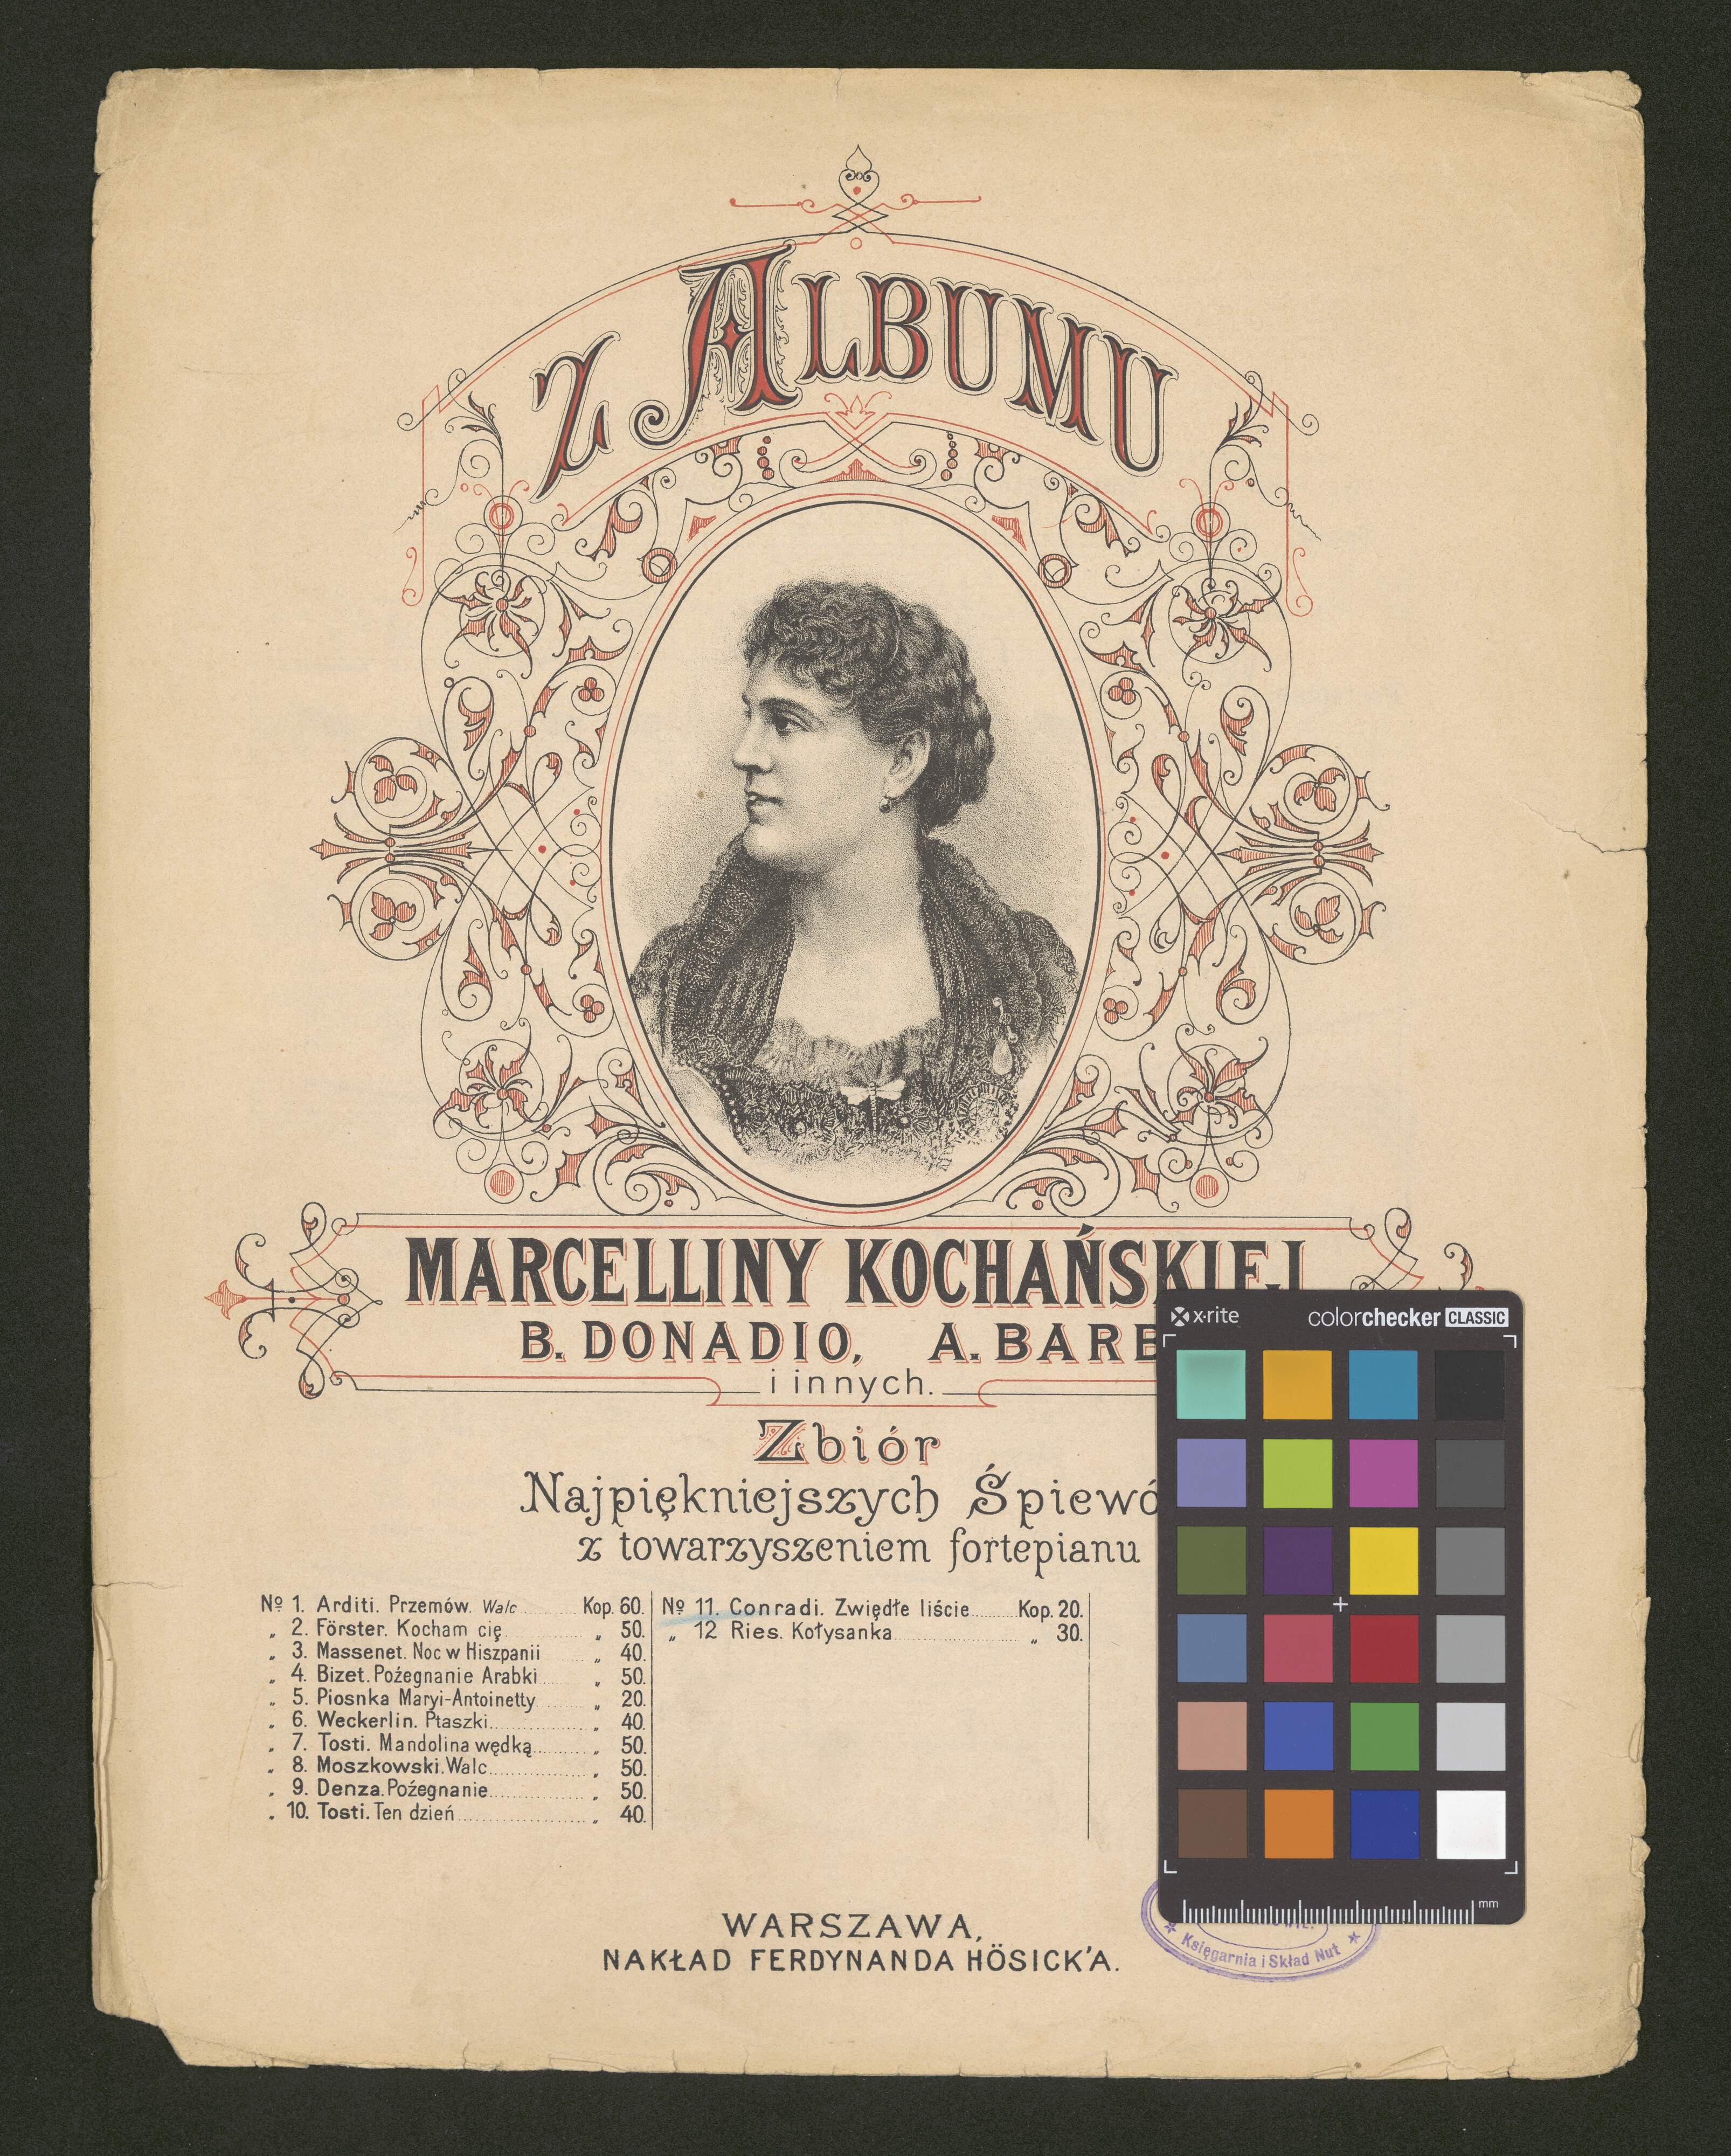 Z ALBUMU
MARCELLINY KOCHAŃSKIEJ
B. DONADIO, A. BARB
i innych.
Zbiór
Najpiękniejszych Śpiewó
z towarzyszeniem fortepianu
№ 1. Arditi. Przemów. Walc Kop. 60.
„ 2. Förster. Kocham cię „ 50.
„ 3. Massenet. Noc w Hiszpanii „ 40.
„ 4. Bizet. Pożegnanie Arabki „ 50.
„ 5. Piosnka Maryi-Antoinetty „ 20.
„ 6. Weckerlin. Ptaszki „ 40.
„ 7. Tosti. Mandolina wędką „ 50.
„ 8. Moszkowski. Walc „ 50.
„ 9. Denza. Pożegnanie „ 50.
„ 10. Tosti. Ten dzień „ 40.
№ 11. Conradi. Zwiędłe liście Kop. 20.
„ 12 Ries. Kołysanka „ 30.
WARSZAWA,
NAKŁAD FERDYNANDA HÖSICK'A.
Księgarnia i Skład Nut
x·rite colorchecker CLASSIC
mm